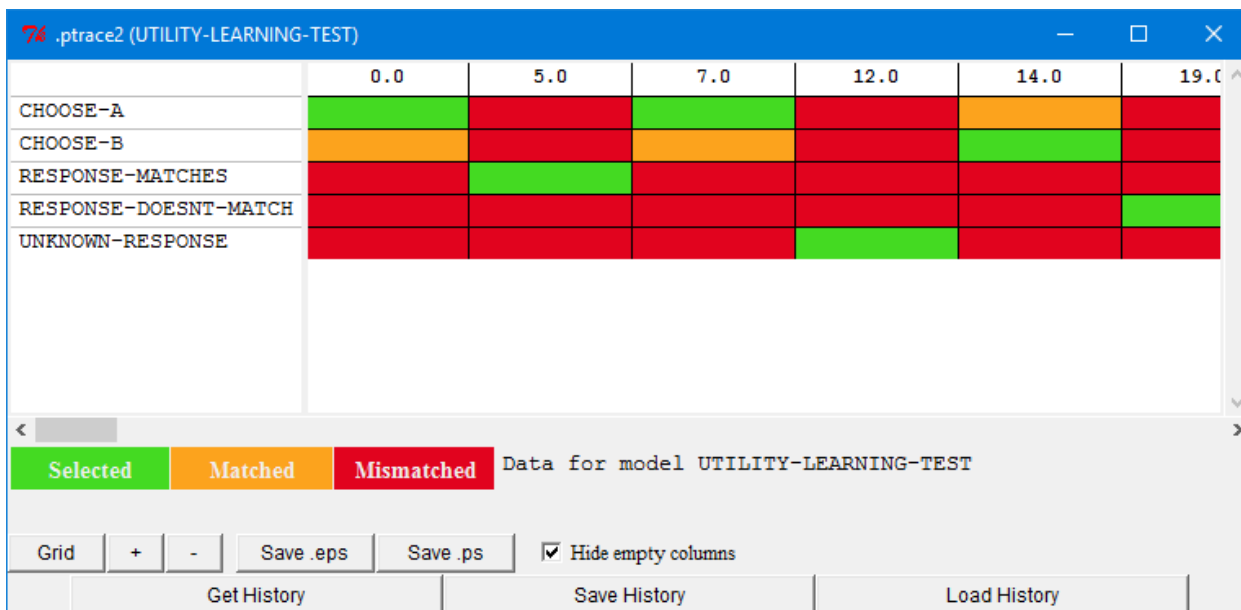 .ptrace2 (UTILITY-LEARNING-TEST)
0.0 5.0 7.0 12.0 14.0 19.0
CHOOSE-A
CHOOSE-B
RESPONSE-MATCHES
RESPONSE-DOESNT-MATCH
UNKNOWN-RESPONSE
Selected Matched Mismatched Data for model UTILITY-LEARNING-TEST
Grid + - Save .eps Save .ps Hide empty columns
Get History Save History Load History